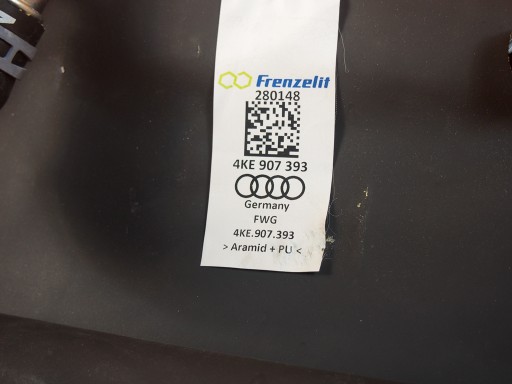 Frenzelit
280148
4KE 907 393
Germany
FWG
4KE.907.393
> Aramid + PU <